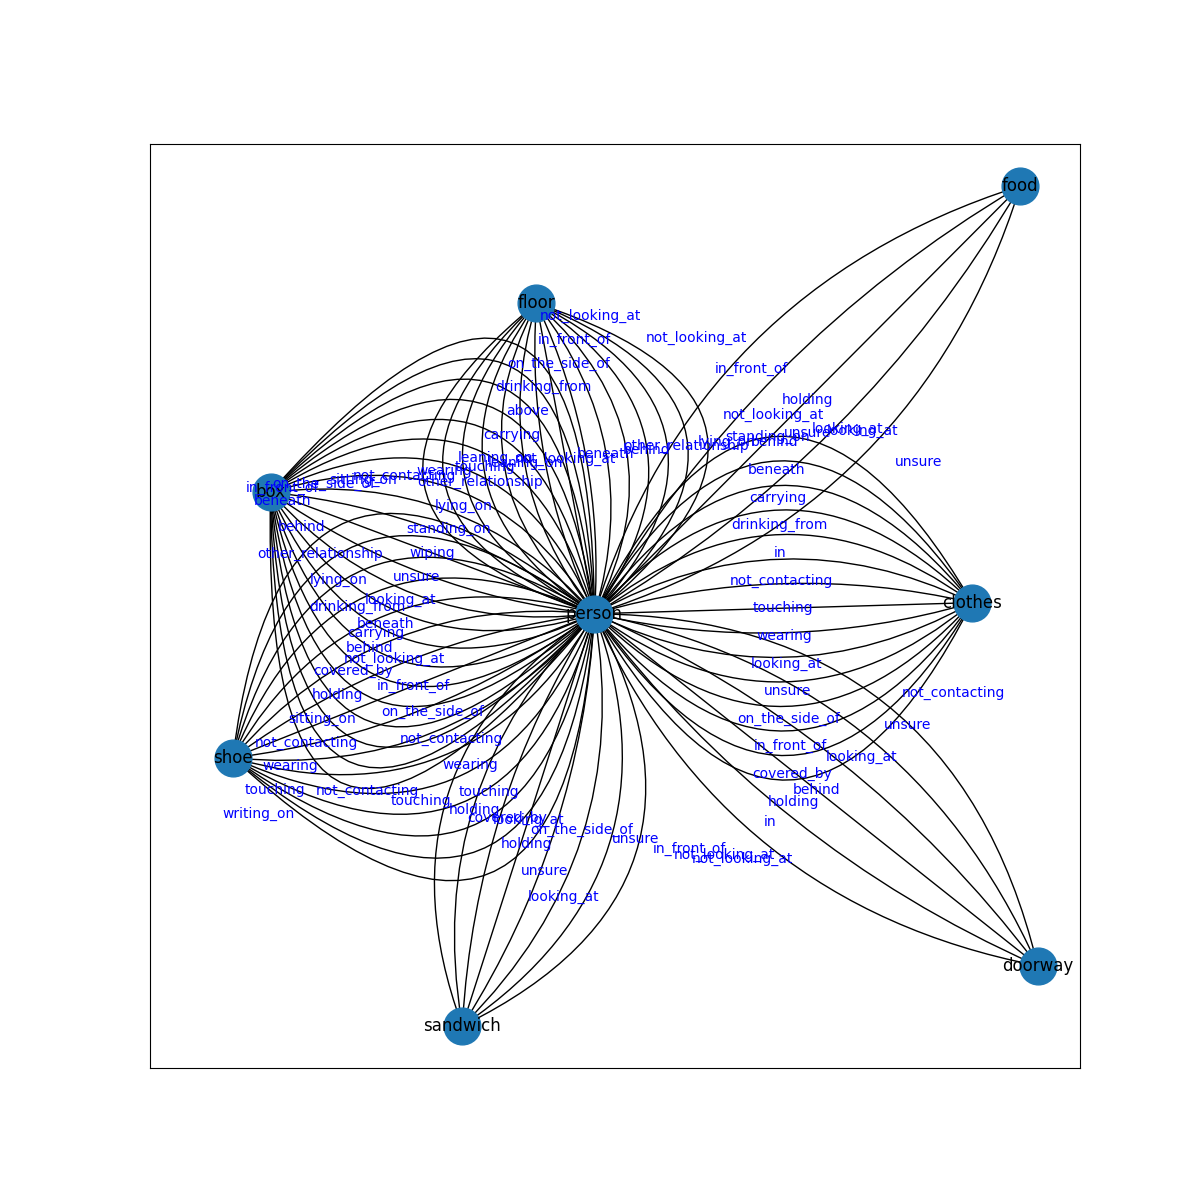 food
floor
not_looking_at
in_front_of
not_looking_at
on_the_side_of
in_front_of
drinking_from
holding
above
not_looking_at
looking_at
looking_at
unsure
carrying
standing_on
lying_on
behind
other_relationship
behind
beneath
leaning_on
not_looking_at
leaning_on
unsure
touching
wearing
beneath
not_contacting
sitting_on
other_relationship
on_the_side_of
in_front_of
box
beneath
carrying
lying_on
drinking_from
behind
standing_on
other_relationship
wiping
in
lying_on
unsure
not_contacting
looking_at
drinking_from
clothes
touching
person
beneath
carrying
wearing
behind
not_looking_at
looking_at
covered_by
in_front_of
unsure
not_contacting
holding
on_the_side_of
sitting_on
on_the_side_of
unsure
not_contacting
not_contacting
in_front_of
shoe
looking_at
wearing
wearing
covered_by
touching
not_contacting
touching
behind
touching
holding
writing_on
holding
covered_by
looking_at
in
on_the_side_of
unsure
holding
in_front_of
not_looking_at
not_looking_at
unsure
looking_at
doorway
sandwich